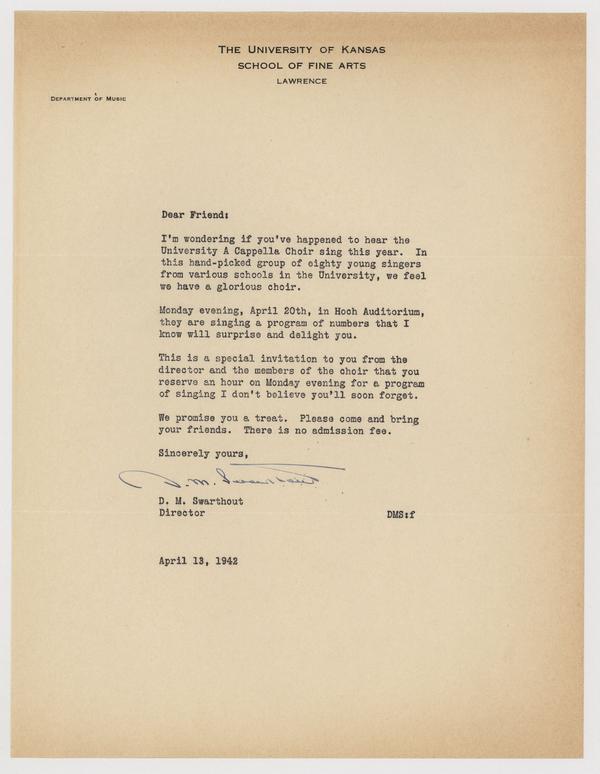 THE UNIVERSITY OF KANSAS
SCHOOL OF FINE ARTS
LAWRENCE
DEPARTMENT OF MUSIC
Dear Friend:
I'm wondering if you've happened to hear the
University A Cappella Choir sing this year. In
this hand-picked group of eighty young singers
from various schools in the University, we feel
we have a glorious choir.
Monday evening, April 20th, in Hoch Auditorium,
they are singing a program of numbers that I
know will surprise and delight you.
This is a special invitation to you from the
director and the members of the choir that you
reserve an hour on Monday evening for a program
of singing I don't believe you'll soon forget.
We promise you a treat. Please come and bring
your friends. There is no admission fee.
Sincerely yours,
D. M. Swarthout
D. M. Swarthout
Director DMS:f
April 13, 1942